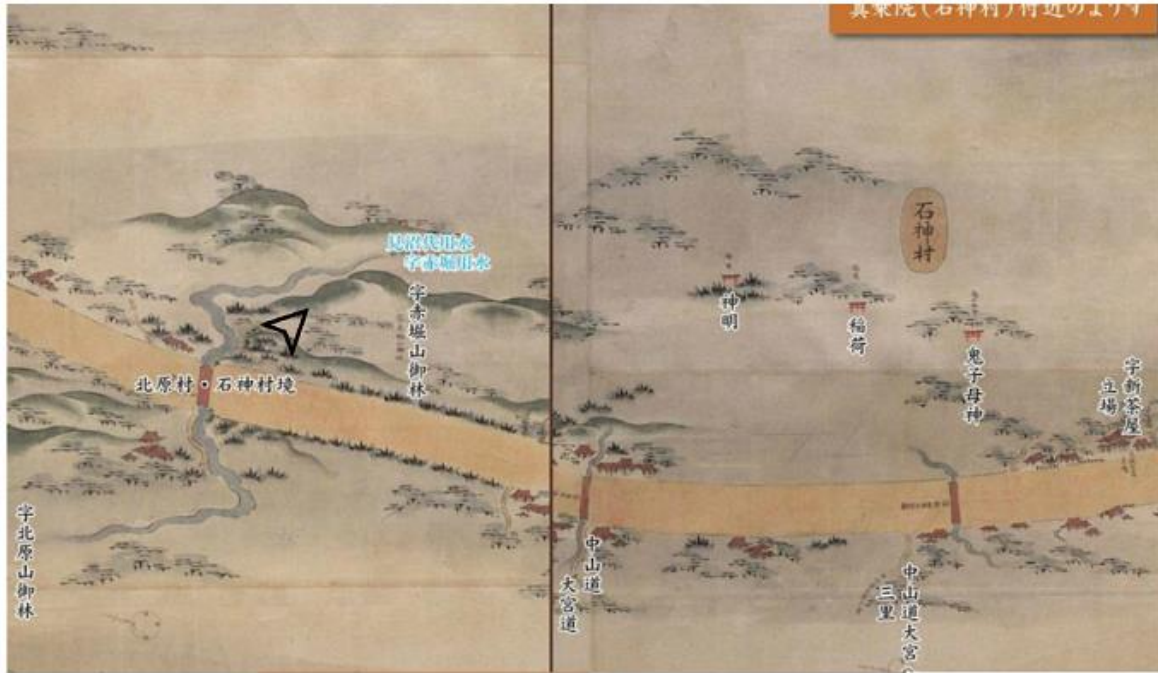 真乗院(石神村)付近のようす
石神村
見沼代用水
字赤堀用水
字赤堀山御林
神明
稲荷
鬼子母神
字新茶屋
立場
北原村・石神村境
字北原山御林
中山道
大宮道
中山道大宮へ
三里